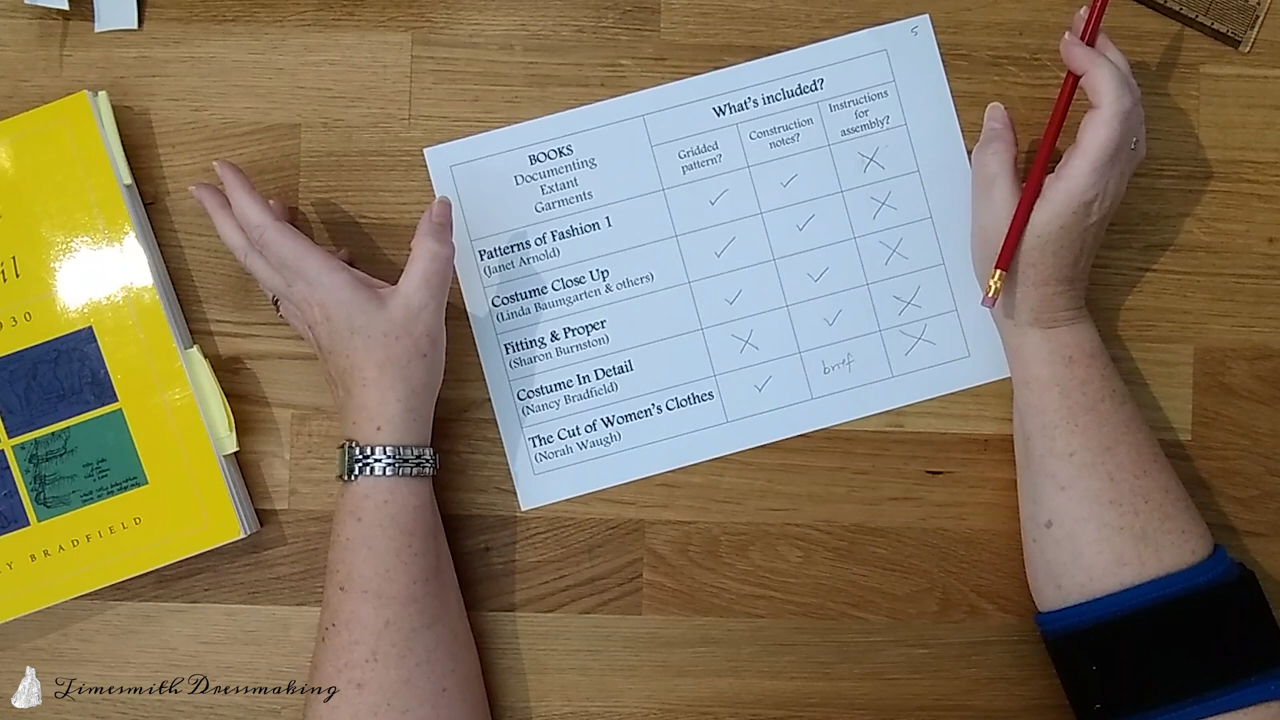 5
What's included?
BOOKS
Documenting
Extant
Garments
Gridded
pattern?
Construction
notes?
Instructions
for
assembly?
Patterns of Fashion 1
(Janet Arnold)
✓ ✓ X
Costume Close Up
(Linda Baumgarten & others)
✓ ✓ X
Fitting & Proper
(Sharon Burnston)
✓ ✓ X
Costume In Detail
(Nancy Bradfield)
X ✓ X
The Cut of Women's Clothes
(Norah Waugh)
✓ brief X
il
930
Y BRADFIELD
Timesmith Dressmaking